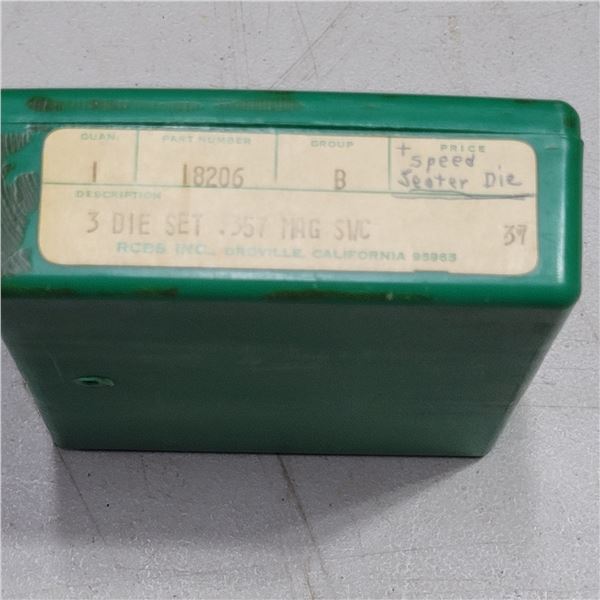 QUAN. PART NUMBER GROUP PRICE
1 18206 B + Speed
Seater Die
DESCRIPTION
3 DIE SET .357 MAG SWC 37
RCBS INC., OROVILLE, CALIFORNIA 95965